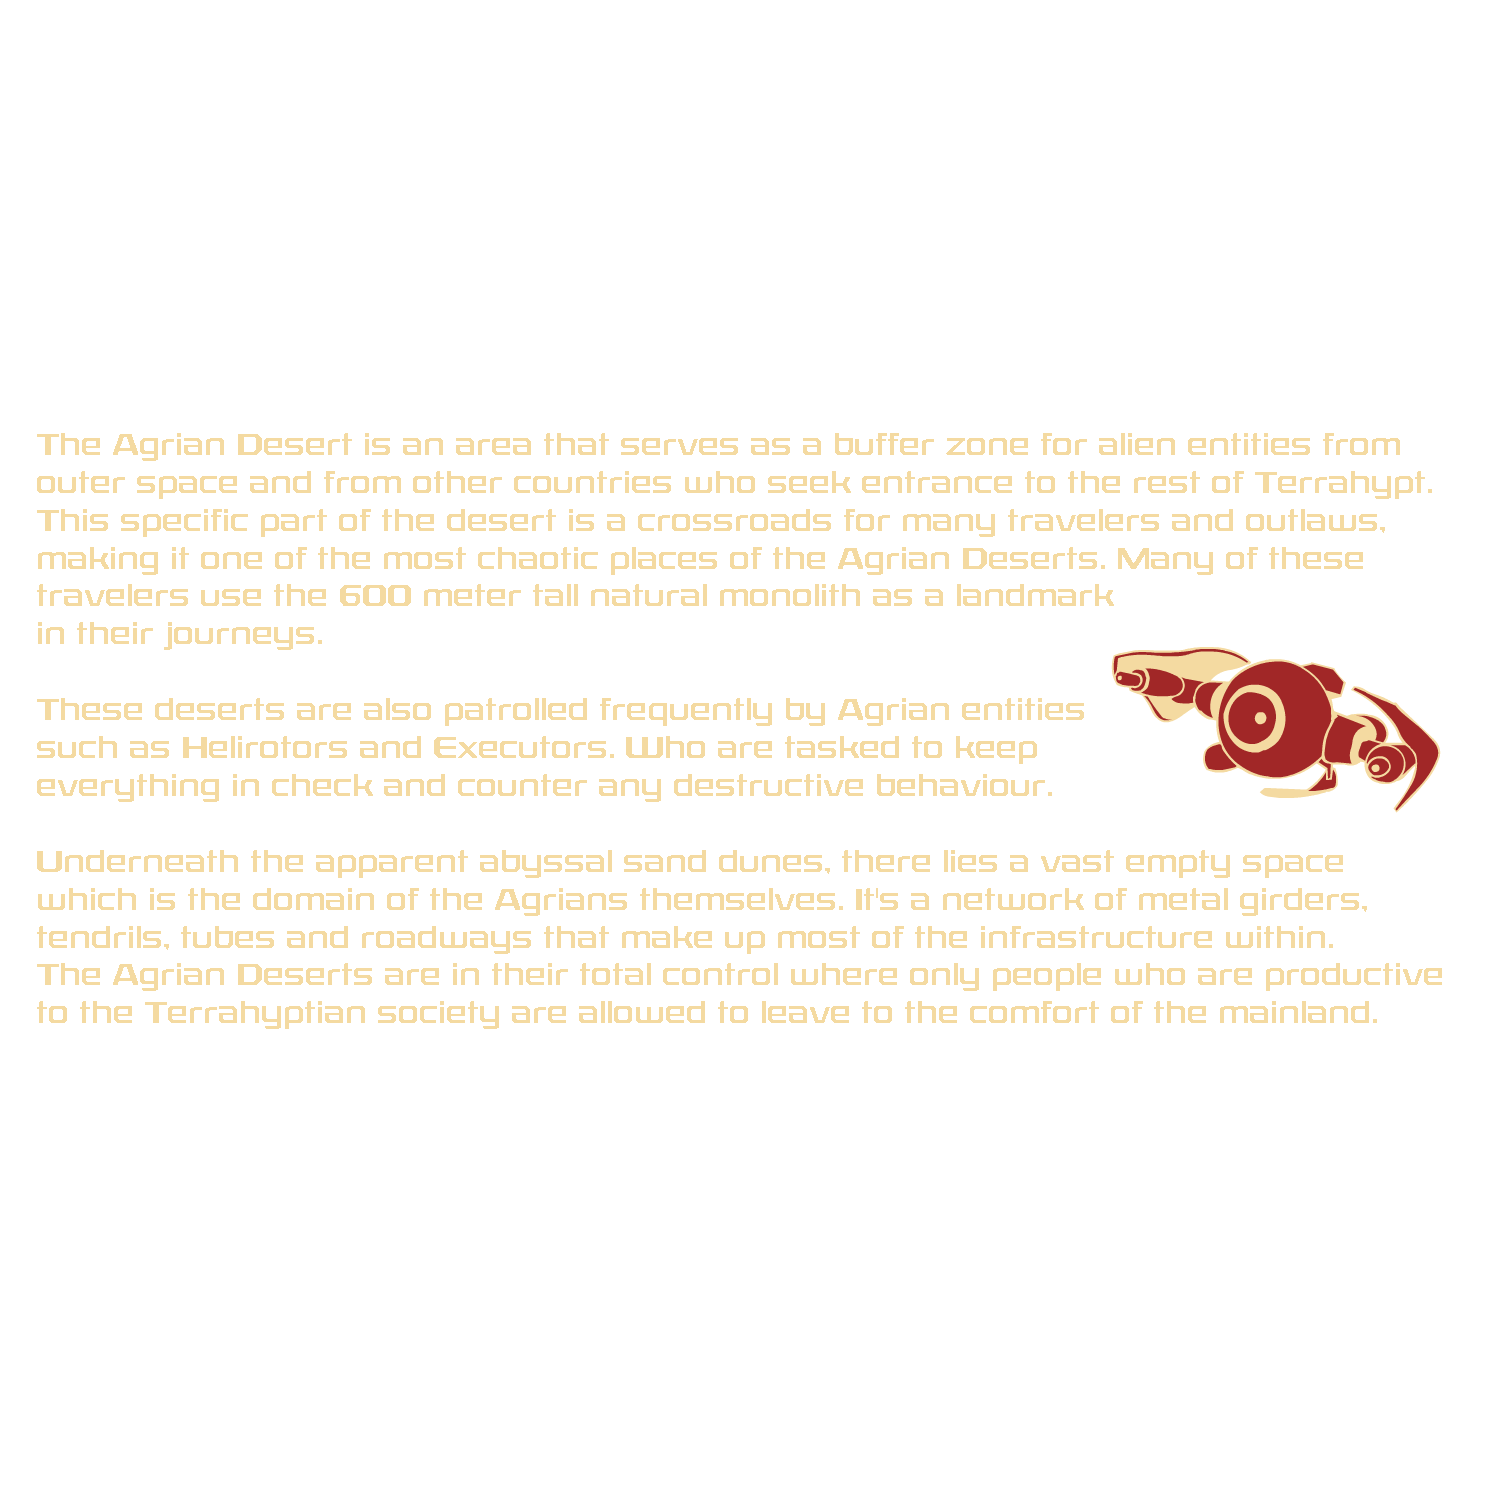 The Agrian Desert is an area that serves as a buffer zone for alien entities from
outer space and from other countries who seek entrance to the rest of Terrahypt.
This specific part of the desert is a crossroads for many travelers and outlaws,
making it one of the most chaotic places of the Agrian Deserts. Many of these
travelers use the 600 meter tall natural monolith as a landmark
in their journeys.
These deserts are also patrolled frequently by Agrian entities
such as Helirotors and Executors. Who are tasked to keep
everything in check and counter any destructive behaviour.
Underneath the apparent abyssal sand dunes, there lies a vast empty space
which is the domain of the Agrians themselves. It's a network of metal girders,
tendrils, tubes and roadways that make up most of the infrastructure within.
The Agrian Deserts are in their total control where only people who are productive
to the Terrahyptian society are allowed to leave to the comfort of the mainland.